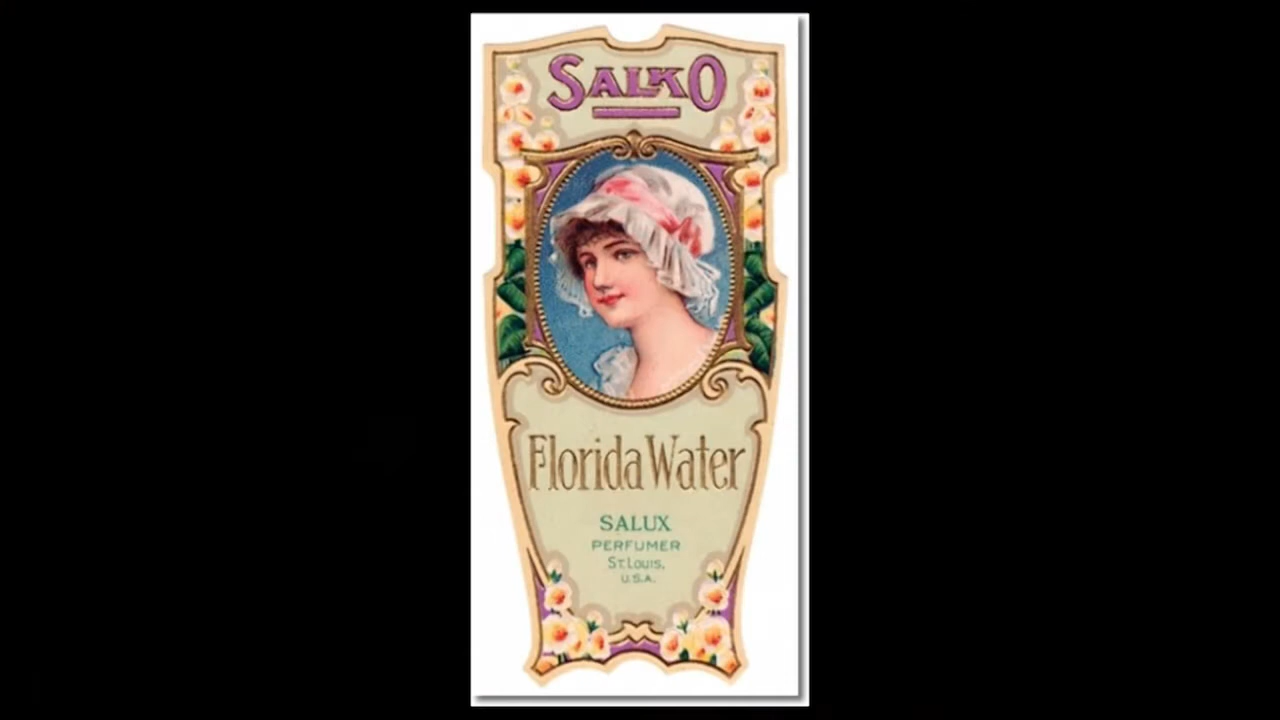 SALKO
Florida Water
SALUX
PERFUMER
ST. LOUIS,
U.S.A.